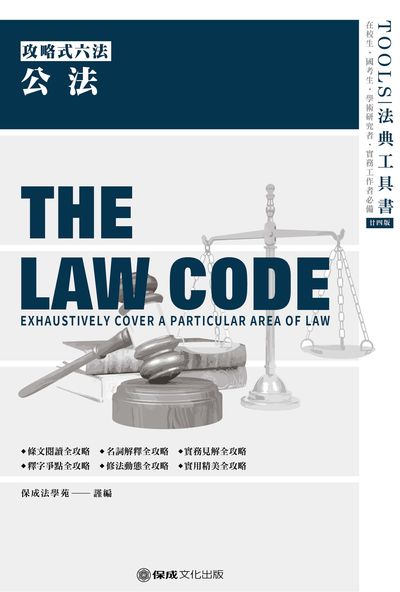 攻略式六法
公法
TOOLS|法典工具書
在校生・國考生・學術研究者・實務工作者必備
廿四版
THE
LAW CODE
EXHAUSTIVELY COVER A PARTICULAR AREA OF LAW
◆條文閱讀全攻略 ◆名詞解釋全攻略 ◆實務見解全攻略
◆釋字爭點全攻略 ◆修法動態全攻略 ◆實用精美全攻略
保成法學苑——謹編
保成文化出版